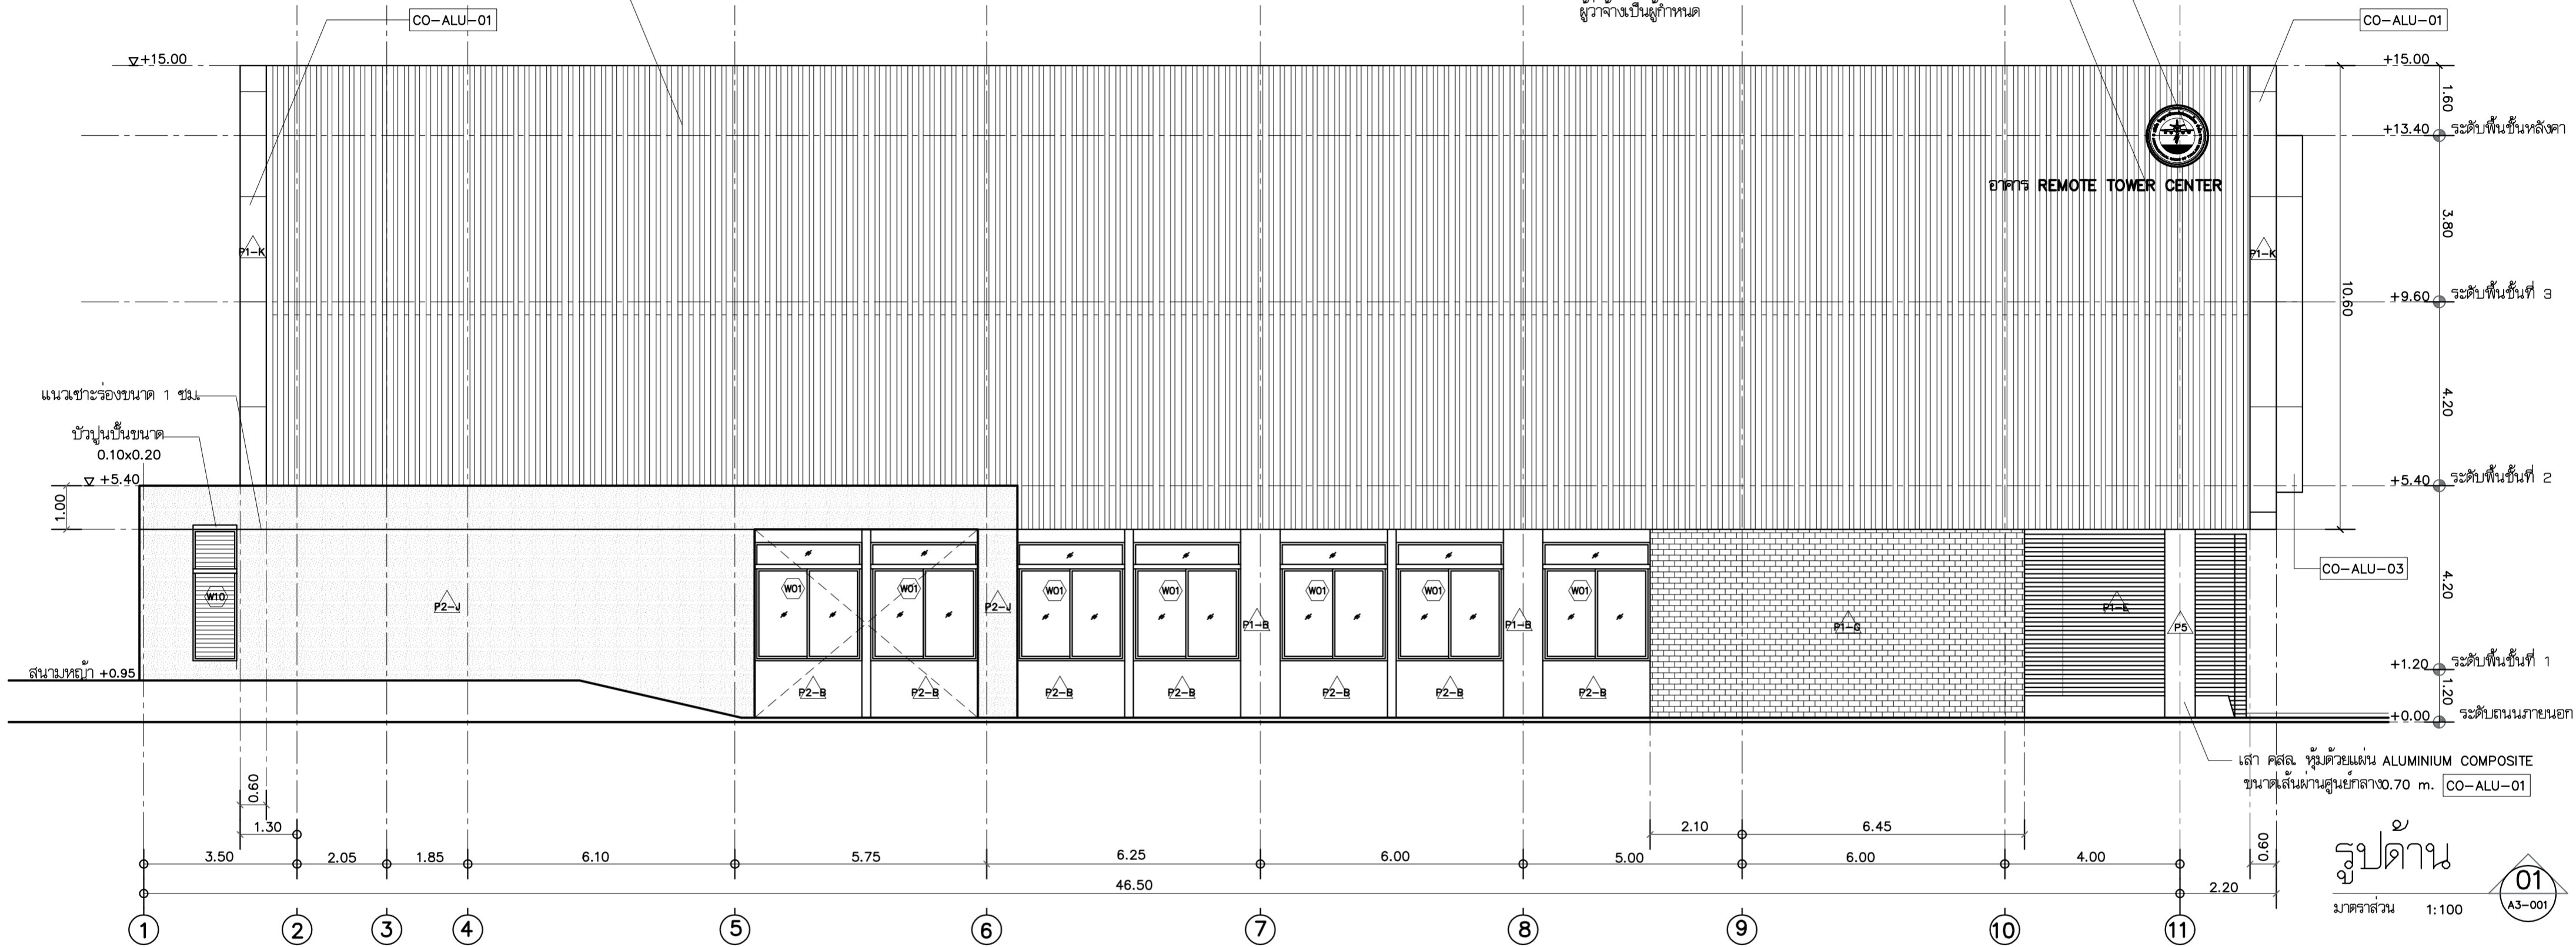 ผู้ว่าจ้างเป็นผู้กำหนด
CO-ALU-01
CO-ALU-01
+15.00
+15.00
1.60
+13.40 ระดับพื้นชั้นหลังคา
อาคาร REMOTE TOWER CENTER
3.80
P1-K
P1-K
10.60
+9.60 ระดับพื้นชั้นที่ 3
4.20
แนวเซาะร่องขนาด 1 ซม.
บัวปูนปั้นขนาด
0.10x0.20
+5.40
1.00
+5.40 ระดับพื้นชั้นที่ 2
CO-ALU-03
4.20
W10
P2-J
W01
W01
P2-J
W01
W01
P1-B
W01
W01
P1-B
W01
P1-G
P1-E
P5
สนามหญ้า +0.95
P2-B
P2-B
P2-B
P2-B
P2-B
P2-B
P2-B
+1.20 ระดับพื้นชั้นที่ 1
1.20
+0.00 ระดับถนนภายนอก
เสา คสล. หุ้มด้วยแผ่น ALUMINIUM COMPOSITE
ขนาดเส้นผ่านศูนย์กลาง0.70 m. CO-ALU-01
0.60
1.30
2.10
6.45
0.60
3.50
2.05
1.85
6.10
5.75
6.25
6.00
5.00
6.00
4.00
46.50
2.20
1
2
3
4
5
6
7
8
9
10
11
รูปด้าน
มาตราส่วน 1:100
01
A3-001